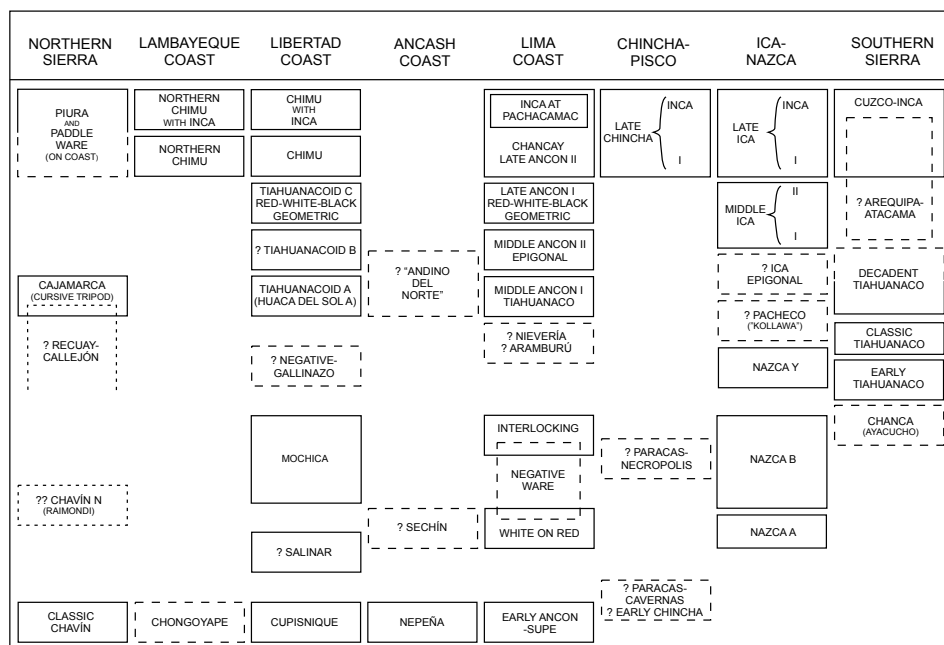 NORTHERN
SIERRA
LAMBAYEQUE
COAST
LIBERTAD
COAST
ANCASH
COAST
LIMA
COAST
CHINCHA-
PISCO
ICA-
NAZCA
SOUTHERN
SIERRA
PIURA
AND
PADDLE
WARE
(ON COAST)
CAJAMARCA
(CURSIVE TRIPOD)
? RECUAY-
CALLEJÓN
?? CHAVÍN N
(RAIMONDI)
CLASSIC
CHAVÍN
NORTHERN
CHIMU
WITH INCA
NORTHERN
CHIMU
CHONGOYAPE
CHIMU
WITH
INCA
CHIMU
TIAHUANACOID C
RED-WHITE-BLACK
GEOMETRIC
? TIAHUANACOID B
TIAHUANACOID A
(HUACA DEL SOL A)
? NEGATIVE-
GALLINAZO
MOCHICA
? SALINAR
CUPISNIQUE
? “ANDINO
DEL
NORTE”
? SECHÍN
NEPEÑA
INCA AT
PACHACAMAC
CHANCAY
LATE ANCON II
LATE ANCON I
RED-WHITE-BLACK
GEOMETRIC
MIDDLE ANCON II
EPIGONAL
MIDDLE ANCON I
TIAHUANACO
? NIEVERÍA
? ARAMBURÚ
INTERLOCKING
NEGATIVE
WARE
WHITE ON RED
EARLY ANCON
-SUPE
LATE
CHINCHA
INCA
I
? PARACAS-
NECROPOLIS
? PARACAS-
CAVERNAS
? EARLY CHINCHA
LATE
ICA
INCA
I
MIDDLE
ICA
II
I
? ICA
EPIGONAL
? PACHECO
("KOLLAWA")
NAZCA Y
NAZCA B
NAZCA A
CUZCO-INCA
? AREQUIPA-
ATACAMA
DECADENT
TIAHUANACO
CLASSIC
TIAHUANACO
EARLY
TIAHUANACO
CHANCA
(AYACUCHO)